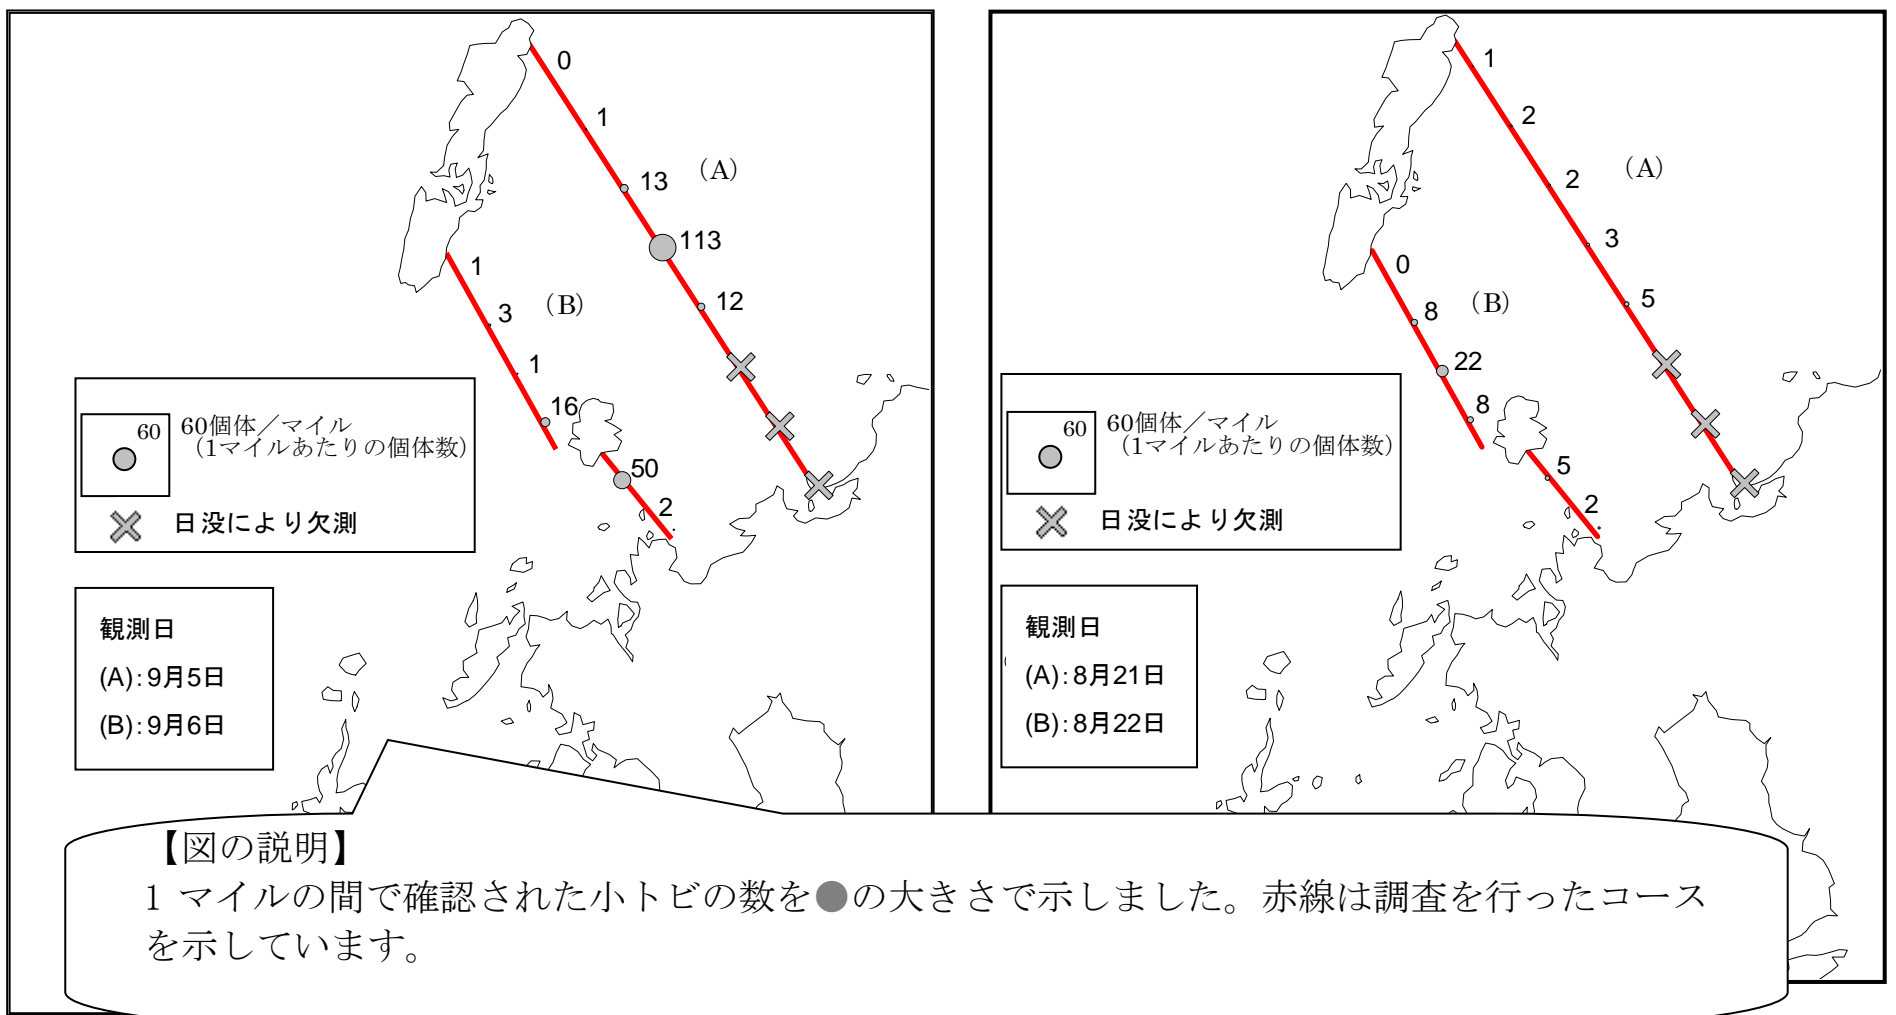 0
1
13
(A)
113
12
1
3
(B)
1
16
50
2
60
60個体／マイル
（1マイルあたりの個体数）
日没により欠測
観測日
(A):9月5日
(B):9月6日
1
2
2
(A)
3
5
0
8
(B)
22
8
5
2
60
60個体／マイル
（1マイルあたりの個体数）
日没により欠測
観測日
(A):8月21日
(B):8月22日
【図の説明】
1 マイルの間で確認された小トビの数を●の大きさで示しました。赤線は調査を行ったコース
を示しています。